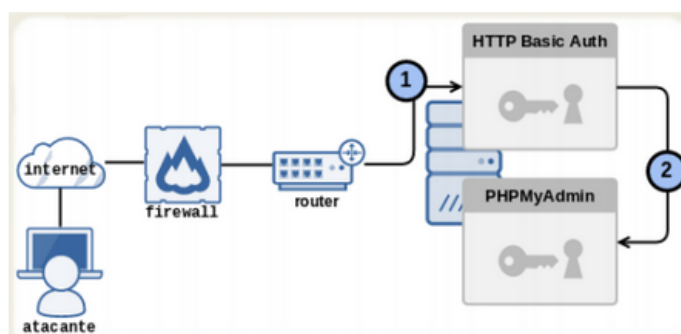 HTTP Basic Auth
1
internet
firewall
router
2
PHPMyAdmin
atacante